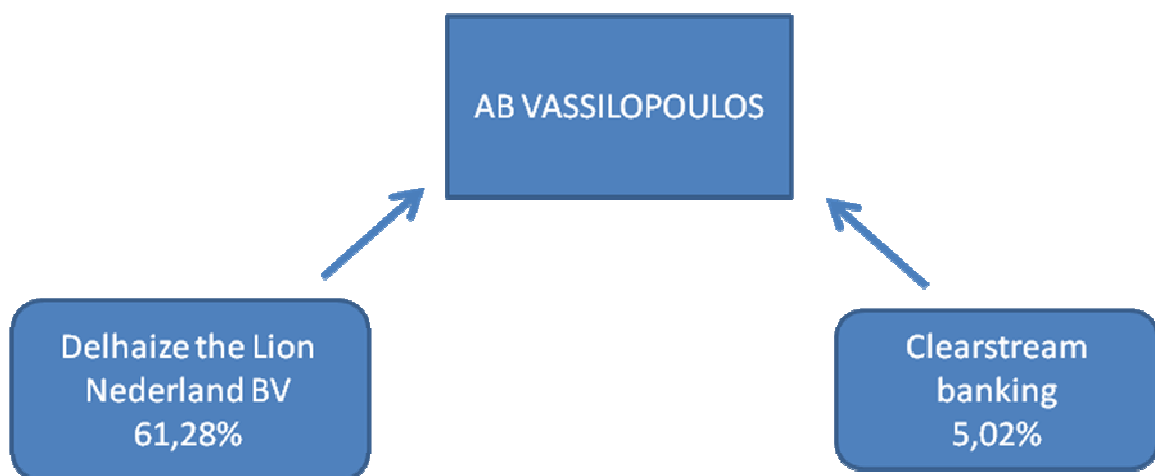 AB VASSILOPOULOS
Delhaize the Lion
Nederland BV
61,28%
Clearstream
banking
5,02%